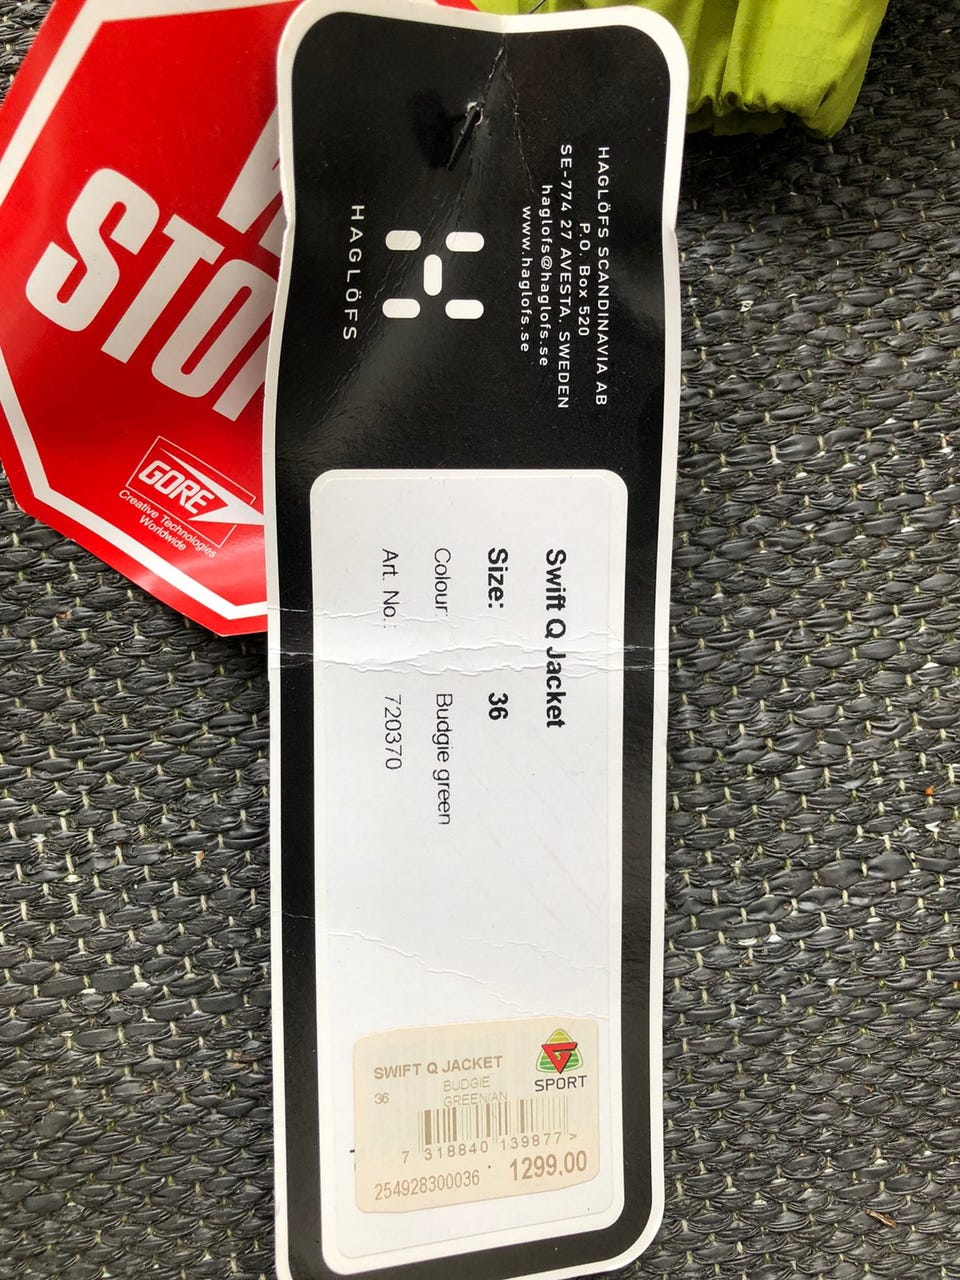 STO
GORE
Creative Technologies
Worldwide
HAGLÖFS
HAGLÖFS SCANDINAVIA AB
P.O. Box 520
SE-774 27 AVESTA, SWEDEN
haglofs@haglofs.se
www.haglofs.se
Swift Q Jacket
Size: 36
Colour: Budgie green
Art. No.: 720370
SPORT
SWIFT Q JACKET
BUDGIE
36 GREEN/AN
7 318840 139877 >
254928300036 1299,00